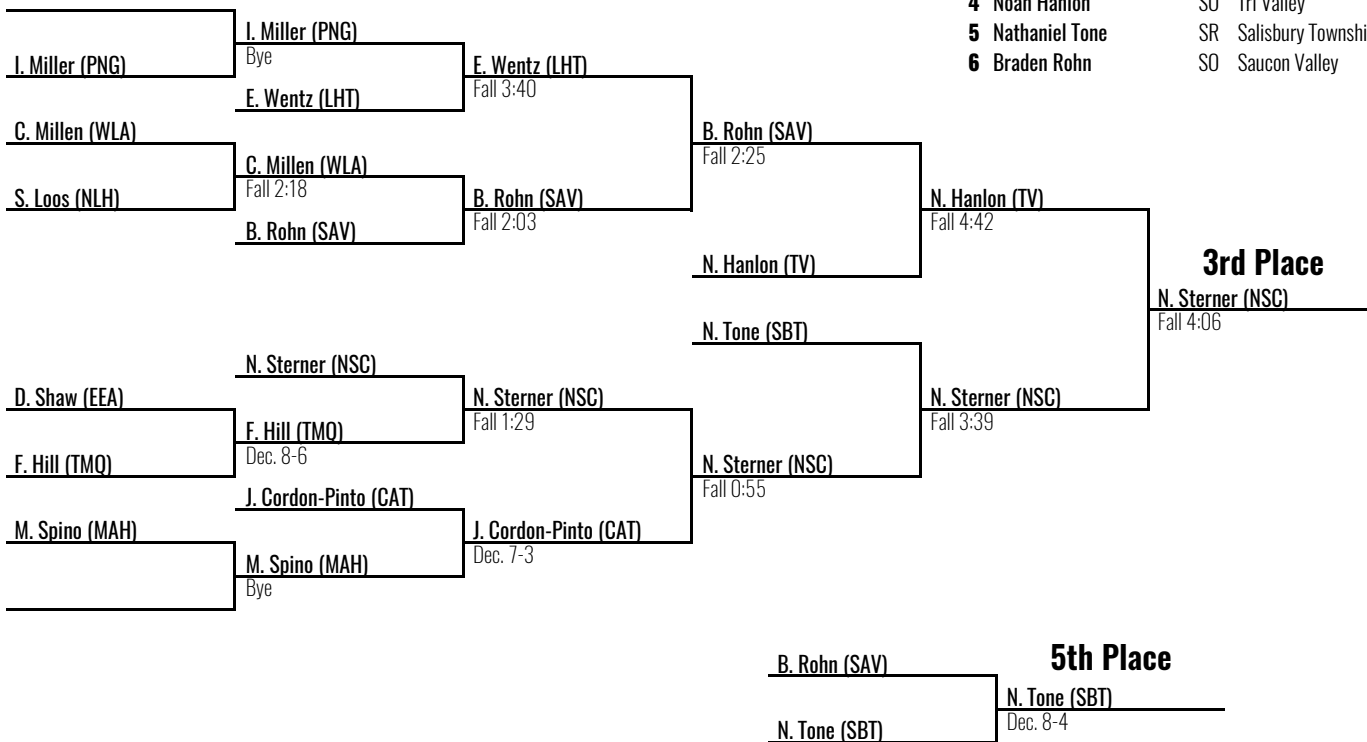 4 Noah Hanlon SO Tri Valley
I. Miller (PNG)
5 Nathaniel Tone SR Salisbury Townshi
Bye
I. Miller (PNG)
E. Wentz (LHT)
6 Braden Rohn SO Saucon Valley
Fall 3:40
E. Wentz (LHT)
C. Millen (WLA)
B. Rohn (SAV)
Fall 2:25
C. Millen (WLA)
Fall 2:18
S. Loos (NLH)
B. Rohn (SAV)
N. Hanlon (TV)
Fall 2:03
Fall 4:42
B. Rohn (SAV)
N. Hanlon (TV)
3rd Place
N. Sterner (NSC)
Fall 4:06
N. Tone (SBT)
N. Sterner (NSC)
D. Shaw (EEA)
N. Sterner (NSC)
N. Sterner (NSC)
Fall 1:29
Fall 3:39
F. Hill (TMQ)
Dec. 8-6
F. Hill (TMQ)
N. Sterner (NSC)
Fall 0:55
J. Cordon-Pinto (CAT)
M. Spino (MAH)
J. Cordon-Pinto (CAT)
Dec. 7-3
M. Spino (MAH)
Bye
5th Place
B. Rohn (SAV)
N. Tone (SBT)
Dec. 8-4
N. Tone (SBT)